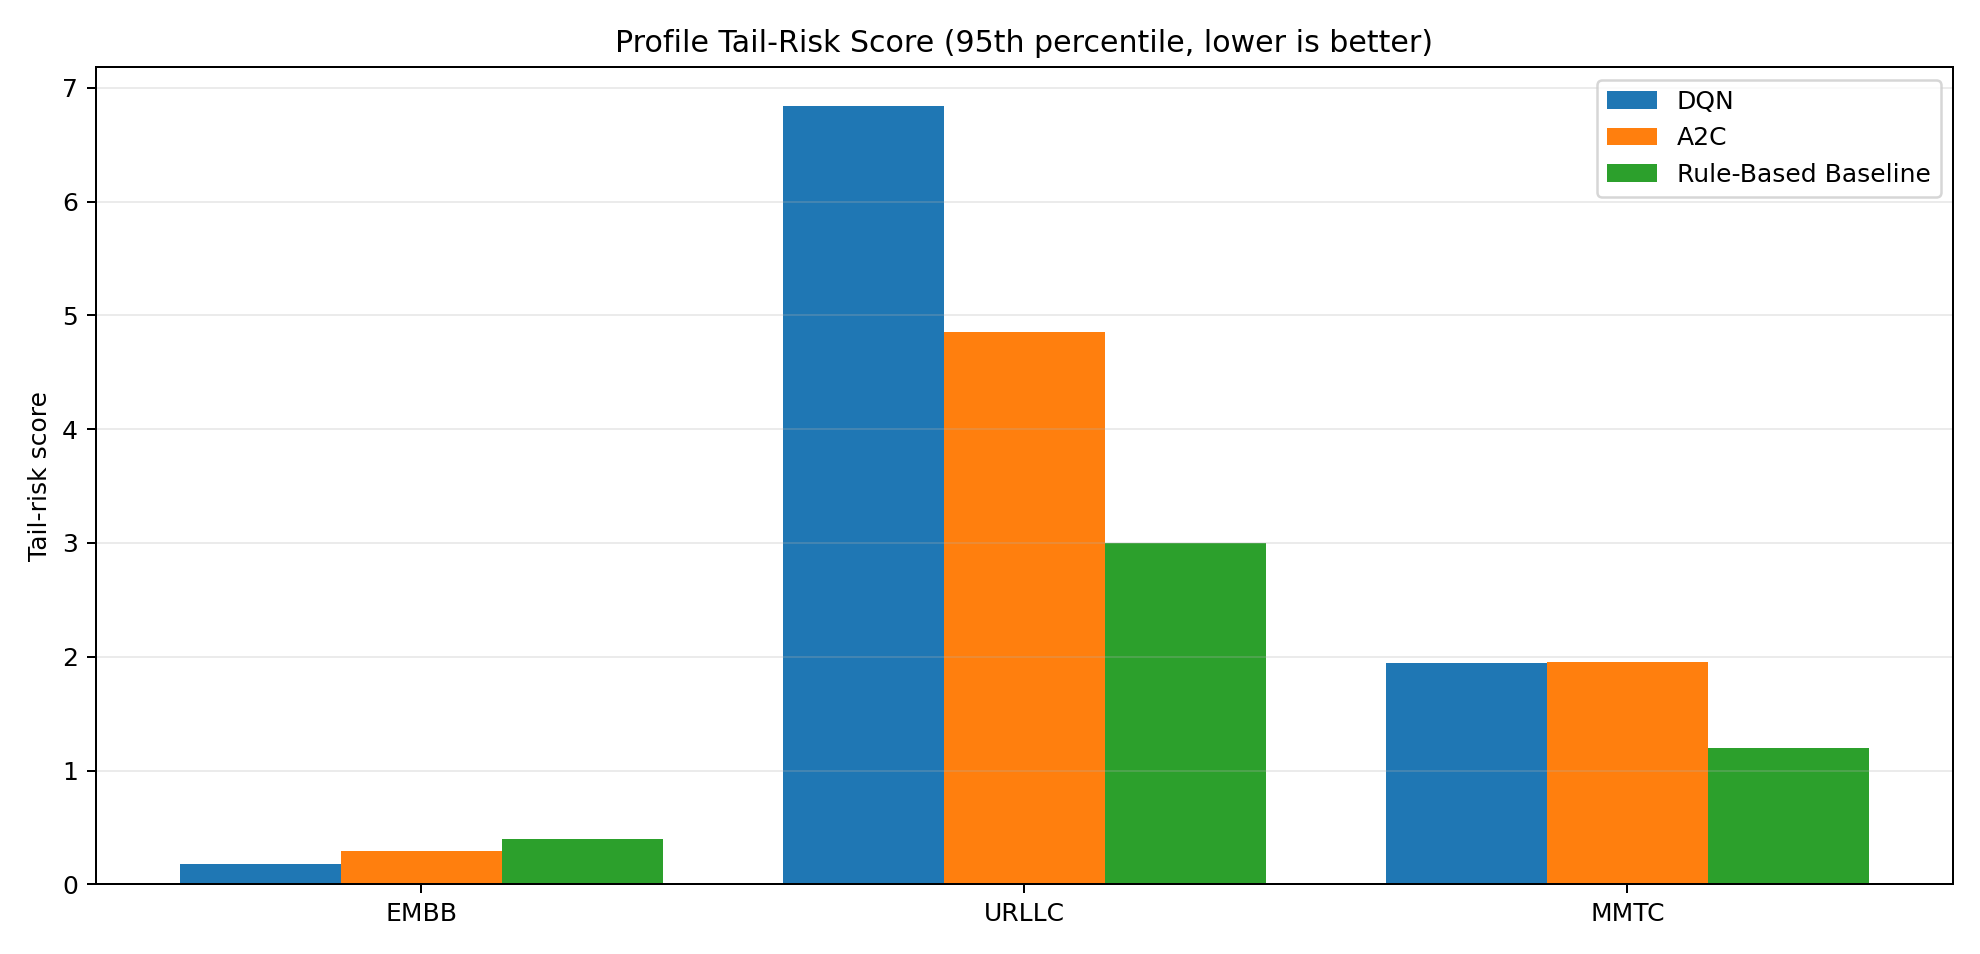 Profile Tail-Risk Score (95th percentile, lower is better)
DQN
A2C
Rule-Based Baseline
Tail-risk score
7
6
5
4
3
2
1
0
EMBB
URLLC
MMTC